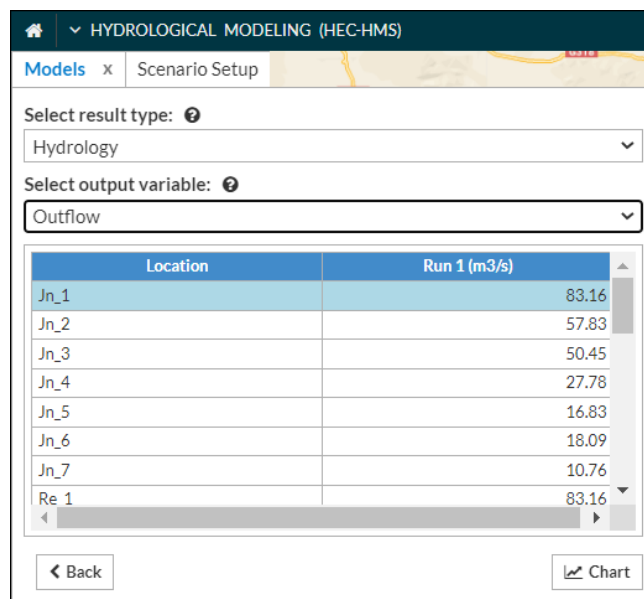 HYDROLOGICAL MODELING (HEC-HMS)
Models x Scenario Setup
Select result type:
Hydrology
Select output variable:
Outflow
Location Run 1 (m3/s)
Jn_1 83.16
Jn_2 57.83
Jn_3 50.45
Jn_4 27.78
Jn_5 16.83
Jn_6 18.09
Jn_7 10.76
Re_1 83.16
Back Chart